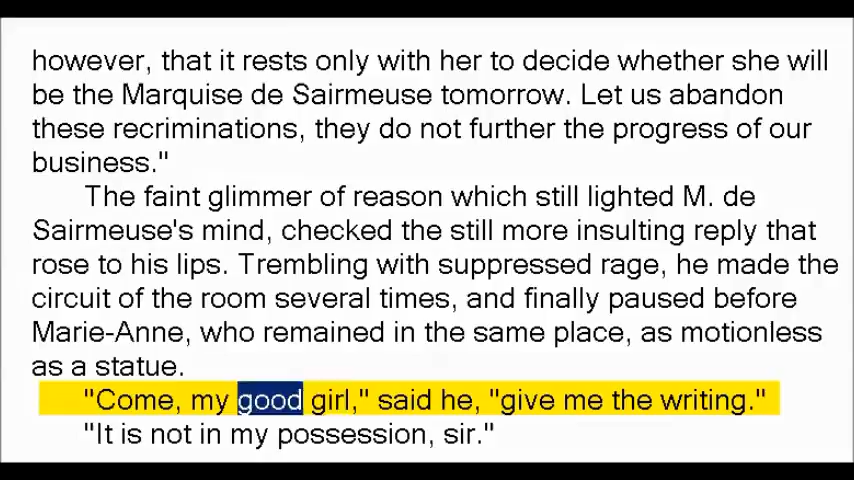 however, that it rests only with her to decide whether she will
be the Marquise de Sairmeuse tomorrow. Let us abandon
these recriminations, they do not further the progress of our
business."
The faint glimmer of reason which still lighted M. de
Sairmeuse's mind, checked the still more insulting reply that
rose to his lips. Trembling with suppressed rage, he made the
circuit of the room several times, and finally paused before
Marie-Anne, who remained in the same place, as motionless
as a statue.
"Come, my good girl," said he, "give me the writing."
"It is not in my possession, sir."